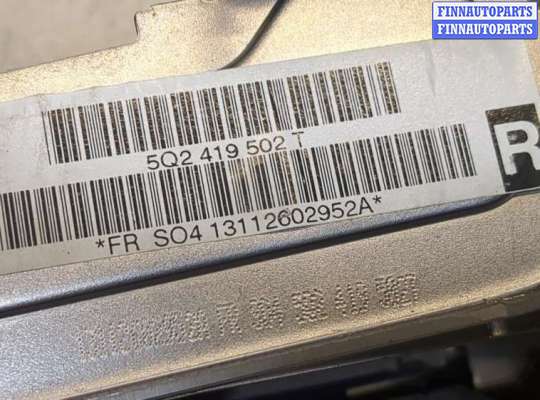 FINNAUTOPARTS
FINNAUTOPARTS
5Q2 419 502 T
R
*FR SO4 13112602952A*